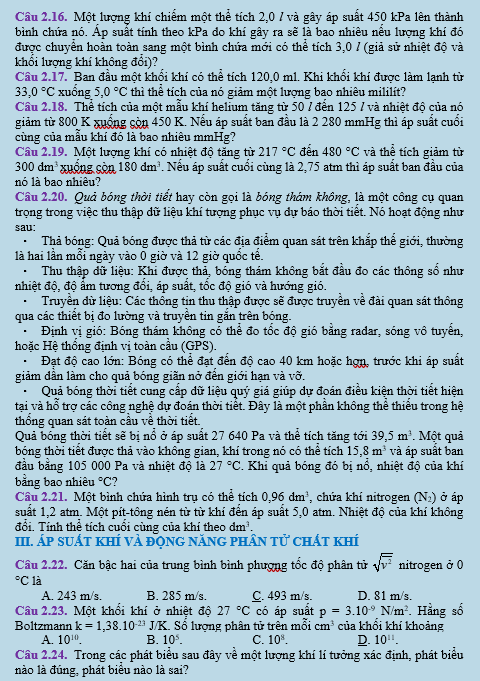 Câu 2.16. Một lượng khí chiếm một thể tích 2,0 l và gây áp suất 450 kPa lên thành
bình chứa nó. Áp suất tính theo kPa do khí gây ra sẽ là bao nhiêu nếu lượng khí đó
được chuyển hoàn toàn sang một bình chứa mới có thể tích 3,0 l (giả sử nhiệt độ và
khối lượng khí không đổi)?
Câu 2.17. Ban đầu một khối khí có thể tích 120,0 ml. Khi khối khí được làm lạnh từ
33,0 °C xuống 5,0 °C thì thể tích của nó giảm một lượng bao nhiêu mililít?
Câu 2.18. Thể tích của một mẫu khí helium tăng từ 50 l đến 125 l và nhiệt độ của nó
giảm từ 800 K xuống còn 450 K. Nếu áp suất ban đầu là 2 280 mmHg thì áp suất cuối
cùng của mẫu khí đó là bao nhiêu mmHg?
Câu 2.19. Một lượng khí có nhiệt độ tăng từ 217 °C đến 480 °C và thể tích giảm từ
300 dm³ xuống còn 180 dm³. Nếu áp suất cuối cùng là 2,75 atm thì áp suất ban đầu của
nó là bao nhiêu?
Câu 2.20. Quả bóng thời tiết hay còn gọi là bóng thám không, là một công cụ quan
trọng trong việc thu thập dữ liệu khí tượng phục vụ dự báo thời tiết. Nó hoạt động như
sau:
· Thả bóng: Quả bóng được thả từ các địa điểm quan sát trên khắp thế giới, thường
là hai lần mỗi ngày vào 0 giờ và 12 giờ quốc tế.
· Thu thập dữ liệu: Khi được thả, bóng thám không bắt đầu đo các thông số như
nhiệt độ, độ ẩm tương đối, áp suất, tốc độ gió và hướng gió.
· Truyền dữ liệu: Các thông tin thu thập được sẽ được truyền về đài quan sát thông
qua các thiết bị đo lường và truyền tin gắn trên bóng.
· Định vị gió: Bóng thám không có thể đo tốc độ gió bằng radar, sóng vô tuyến,
hoặc Hệ thống định vị toàn cầu (GPS).
· Đạt độ cao lớn: Bóng có thể đạt đến độ cao 40 km hoặc hơn, trước khi áp suất
giảm dần làm cho quả bóng giãn nở đến giới hạn và vỡ.
· Quả bóng thời tiết cung cấp dữ liệu quý giá giúp dự đoán điều kiện thời tiết hiện
tại và hỗ trợ các công nghệ dự đoán thời tiết. Đây là một phần không thể thiếu trong hệ
thống quan sát toàn cầu về thời tiết.
Quả bóng thời tiết sẽ bị nổ ở áp suất 27 640 Pa và thể tích tăng tới 39,5 m³. Một quả
bóng thời tiết được thả vào không gian, khí trong nó có thể tích 15,8 m³ và áp suất ban
đầu bằng 105 000 Pa và nhiệt độ là 27 °C. Khi quả bóng đó bị nổ, nhiệt độ của khí
bằng bao nhiêu °C?
Câu 2.21. Một bình chứa hình trụ có thể tích 0,96 dm³, chứa khí nitrogen (N₂) ở áp
suất 1,2 atm. Một pít-tông nén từ từ khí đến áp suất 5,0 atm. Nhiệt độ của khí không
đổi. Tính thể tích cuối cùng của khí theo dm³.
III. ÁP SUẤT KHÍ VÀ ĐỘNG NĂNG PHÂN TỬ CHẤT KHÍ
Câu 2.22. Căn bậc hai của trung bình bình phương tốc độ phân tử √v² nitrogen ở 0
°C là
A. 243 m/s. B. 285 m/s. C. 493 m/s. D. 81 m/s.
Câu 2.23. Một khối khí ở nhiệt độ 27 °C có áp suất p = 3.10⁻⁹ N/m². Hằng số
Boltzmann k = 1,38.10⁻²³ J/K. Số lượng phân tử trên mỗi cm³ của khối khí khoảng
A. 10¹⁰. B. 10⁵. C. 10⁸. D. 10¹¹.
Câu 2.24. Trong các phát biểu sau đây về một lượng khí lí tưởng xác định, phát biểu
nào là đúng, phát biểu nào là sai?